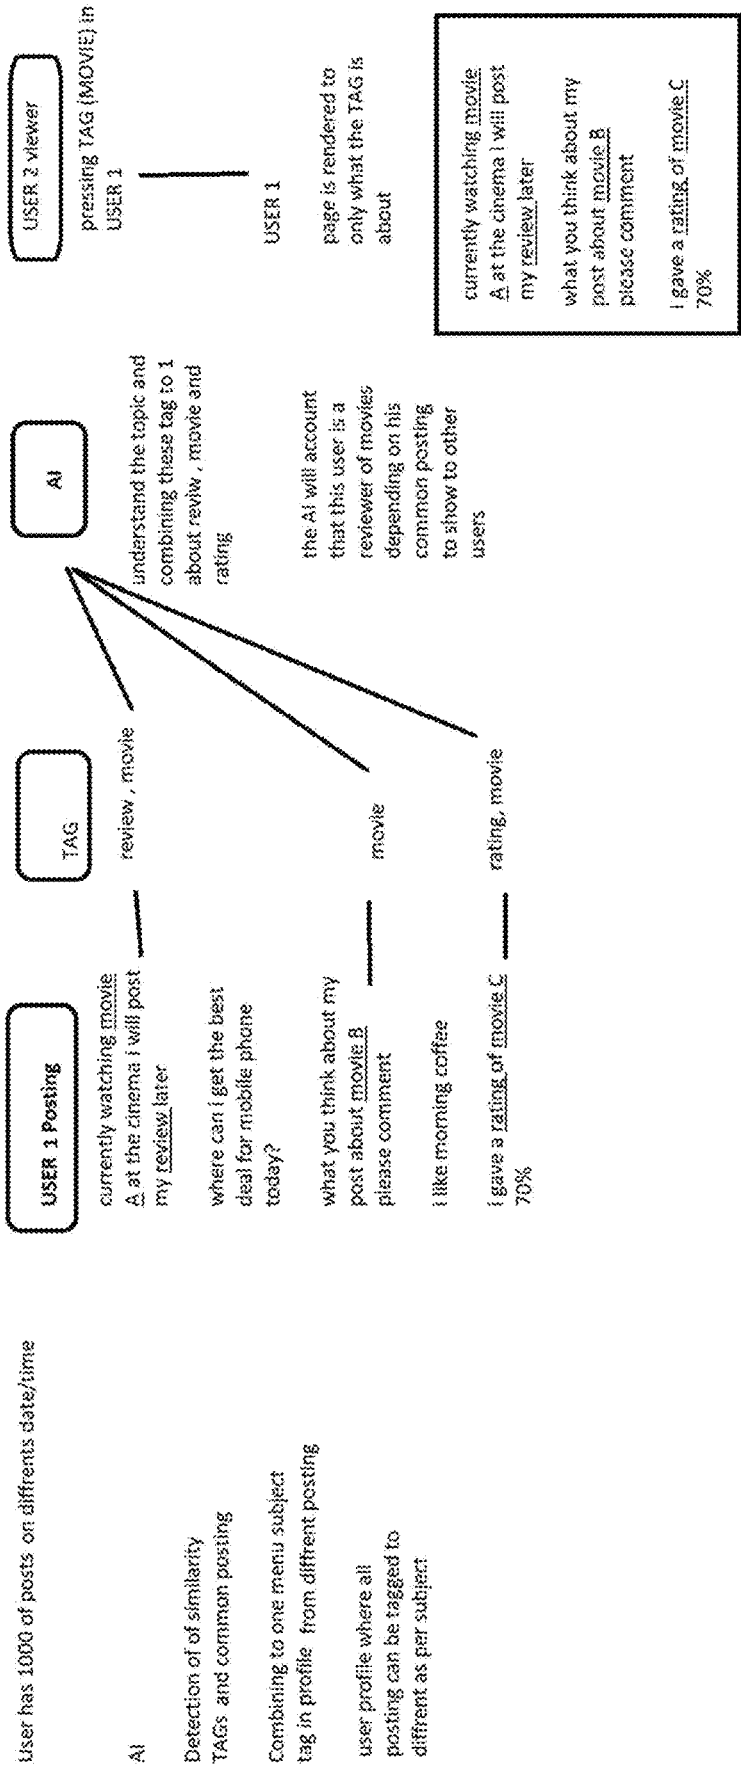 User has 1000 of posts on diffrents date/time
AI
Detection of of similarity
TAGs and common posting
Combining to one menu subject
tag in profile from diffrent posting
user profile where all
posting can be tagged to
diffrent as per subject
USER 1 Posting
currently watching movie
A at the cinema i will post
my review later
where can i get the best
deal for mobile phone
today?
what you think about my
post about movie B
please comment
i like morning coffee
i gave a rating of movie C
70%
TAG
review , movie
movie
rating, movie
AI
understand the topic and
combining these tag to 1
about reviw , movie and
rating
the AI will account
that this user is a
reviewer of movies
depending on his
common posting
to show to other
users
USER 2 viewer
pressing TAG (MOVIE) in
USER 1
USER 1
page is rendered to
only what the TAG is
about
currently watching movie
A at the cinema i will post
my review later
what you think about my
post about movie B
please comment
i gave a rating of movie C
70%